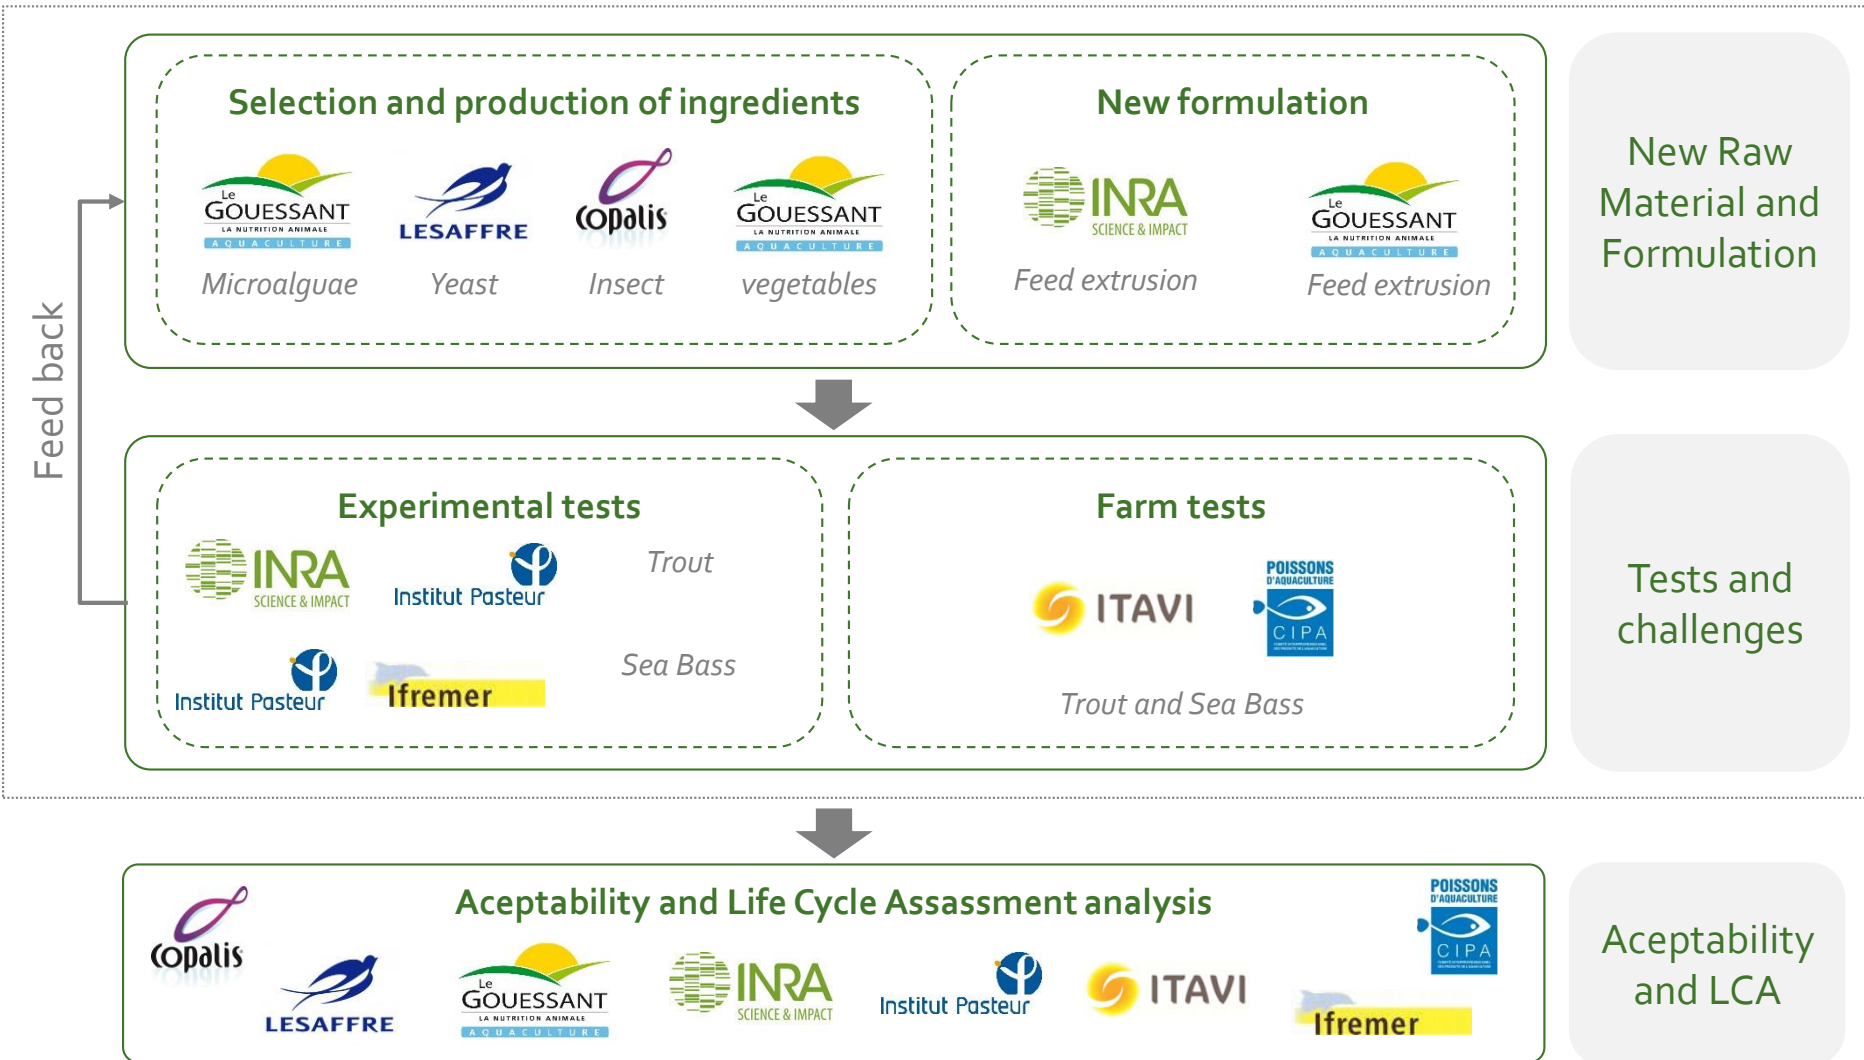 Selection and production of ingredients
Le
GOUESSANT
LA NUTRITION ANIMALE
AQUACULTURE
Microalguae
LESAFFRE
Yeast
copalis
Insect
Le
GOUESSANT
LA NUTRITION ANIMALE
AQUACULTURE
vegetables
New formulation
INRA
SCIENCE & IMPACT
Feed extrusion
Le
GOUESSANT
LA NUTRITION ANIMALE
AQUACULTURE
Feed extrusion
New Raw
Material and
Formulation
Feed back
Experimental tests
INRA
SCIENCE & IMPACT
Institut Pasteur
Trout
Institut Pasteur
Ifremer
Sea Bass
Farm tests
ITAVI
POISSONS
D'AQUACULTURE
CIPA
Trout and Sea Bass
Tests and
challenges
Aceptability and Life Cycle Assassment analysis
copalis
LESAFFRE
Le
GOUESSANT
LA NUTRITION ANIMALE
AQUACULTURE
INRA
SCIENCE & IMPACT
Institut Pasteur
ITAVI
POISSONS
D'AQUACULTURE
CIPA
Ifremer
Aceptability
and LCA